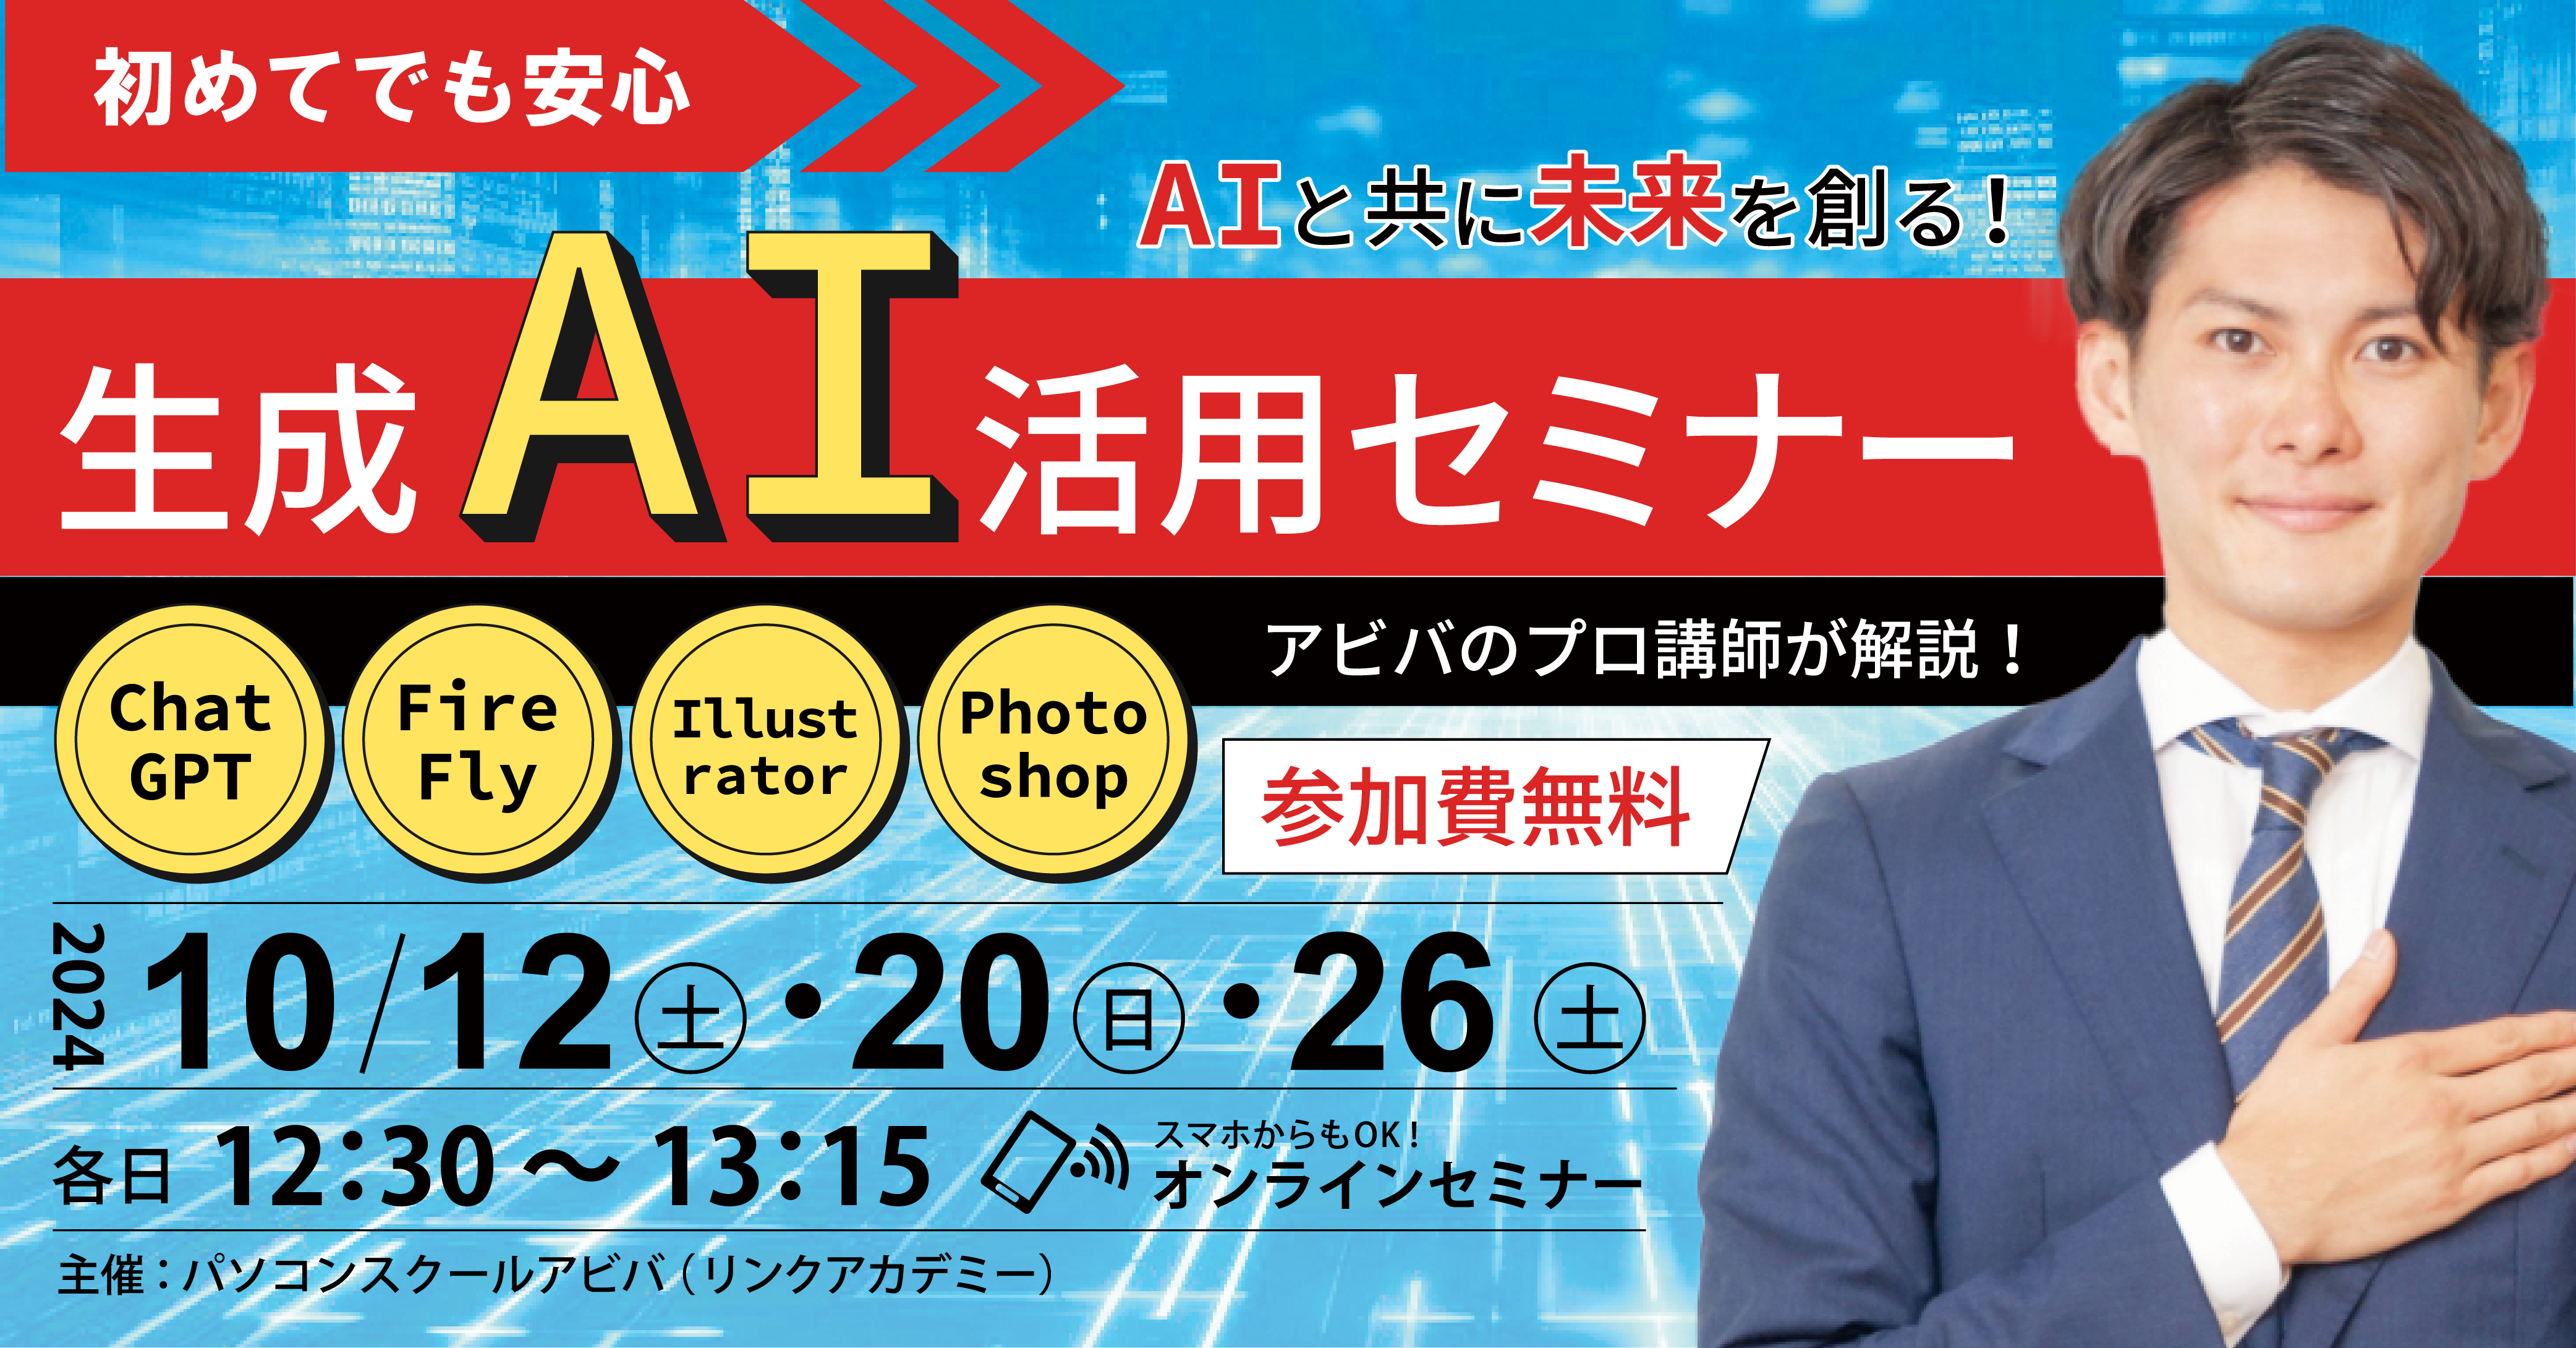 初めてでも安心
AIと共に未来を創る！
生成AI活用セミナー
アビバのプロ講師が解説！
Chat
GPT
Fire
Fly
Illust
rator
Photo
shop
参加費無料
2024
10/12土・20日・26土
各日 12:30〜13:15
スマホからもOK！
オンラインセミナー
主催：パソコンスクールアビバ（リンクアカデミー）